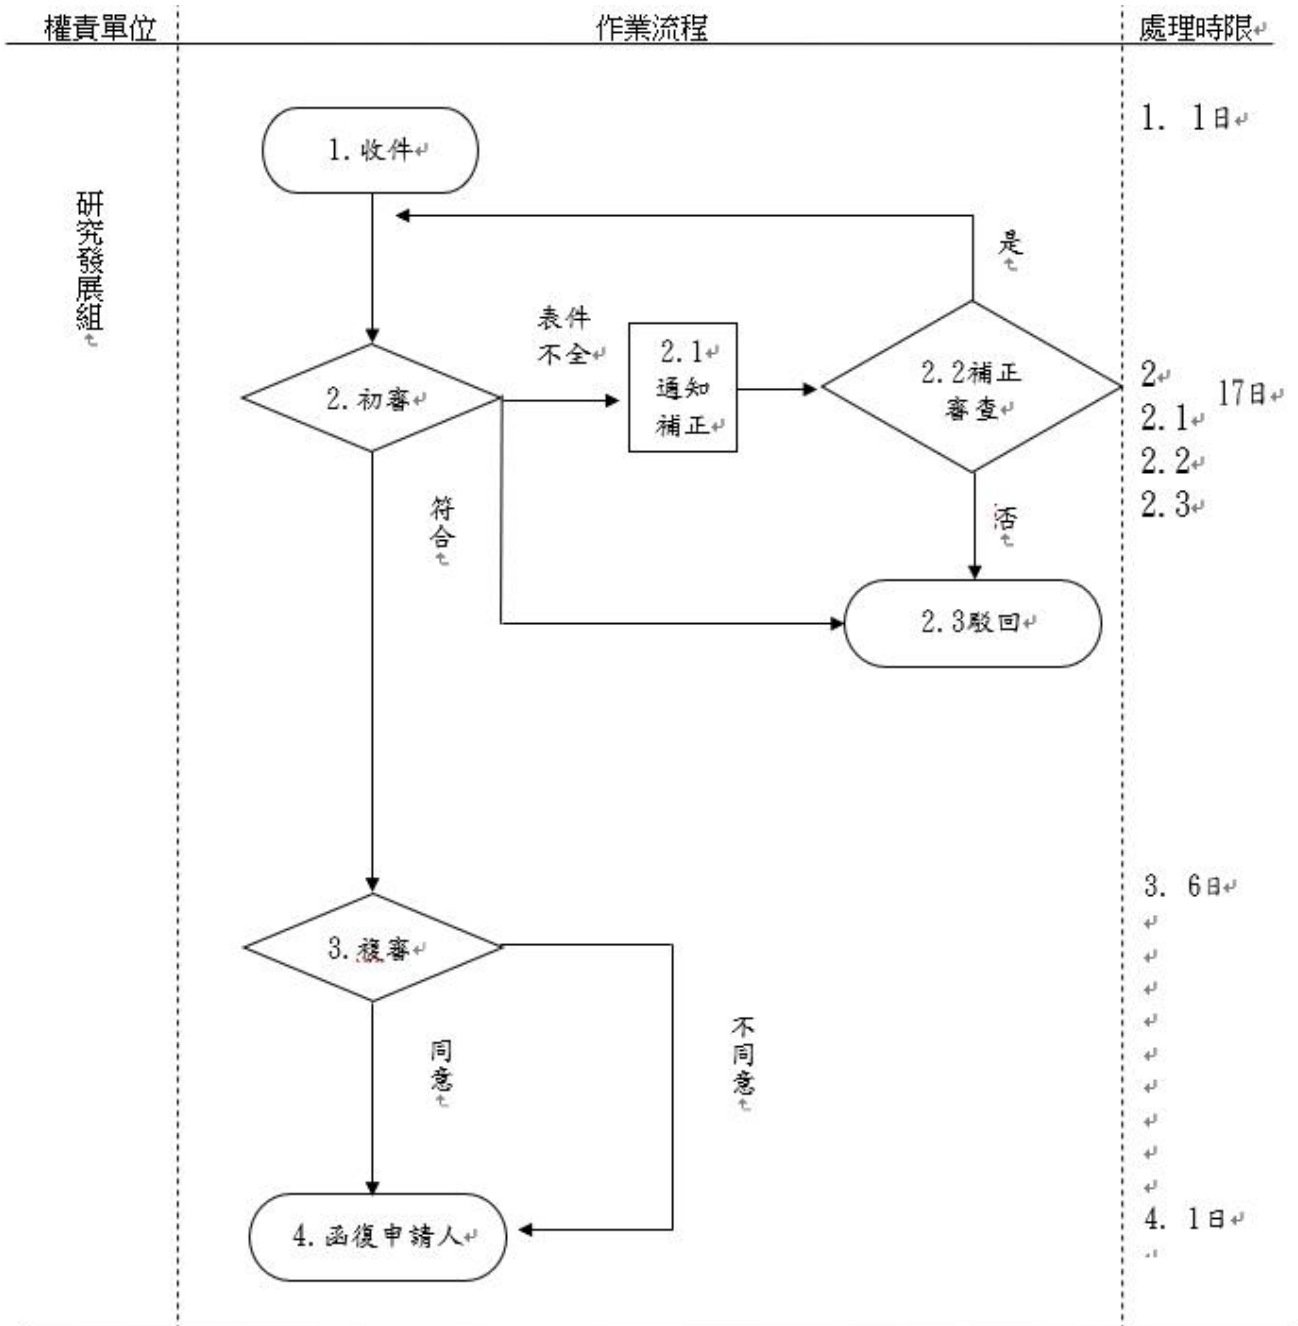 權責單位
作業流程
處理時限
研究發展組
1.收件
1. 1日
是
表件
不全
2.1
通知
補正
2.2補正
審查
2.初審
2
2.1
2.2
2.3
17日
符合
否
2.3駁回
3.複審
3. 6日
同意
不同意
4.函復申請人
4. 1日